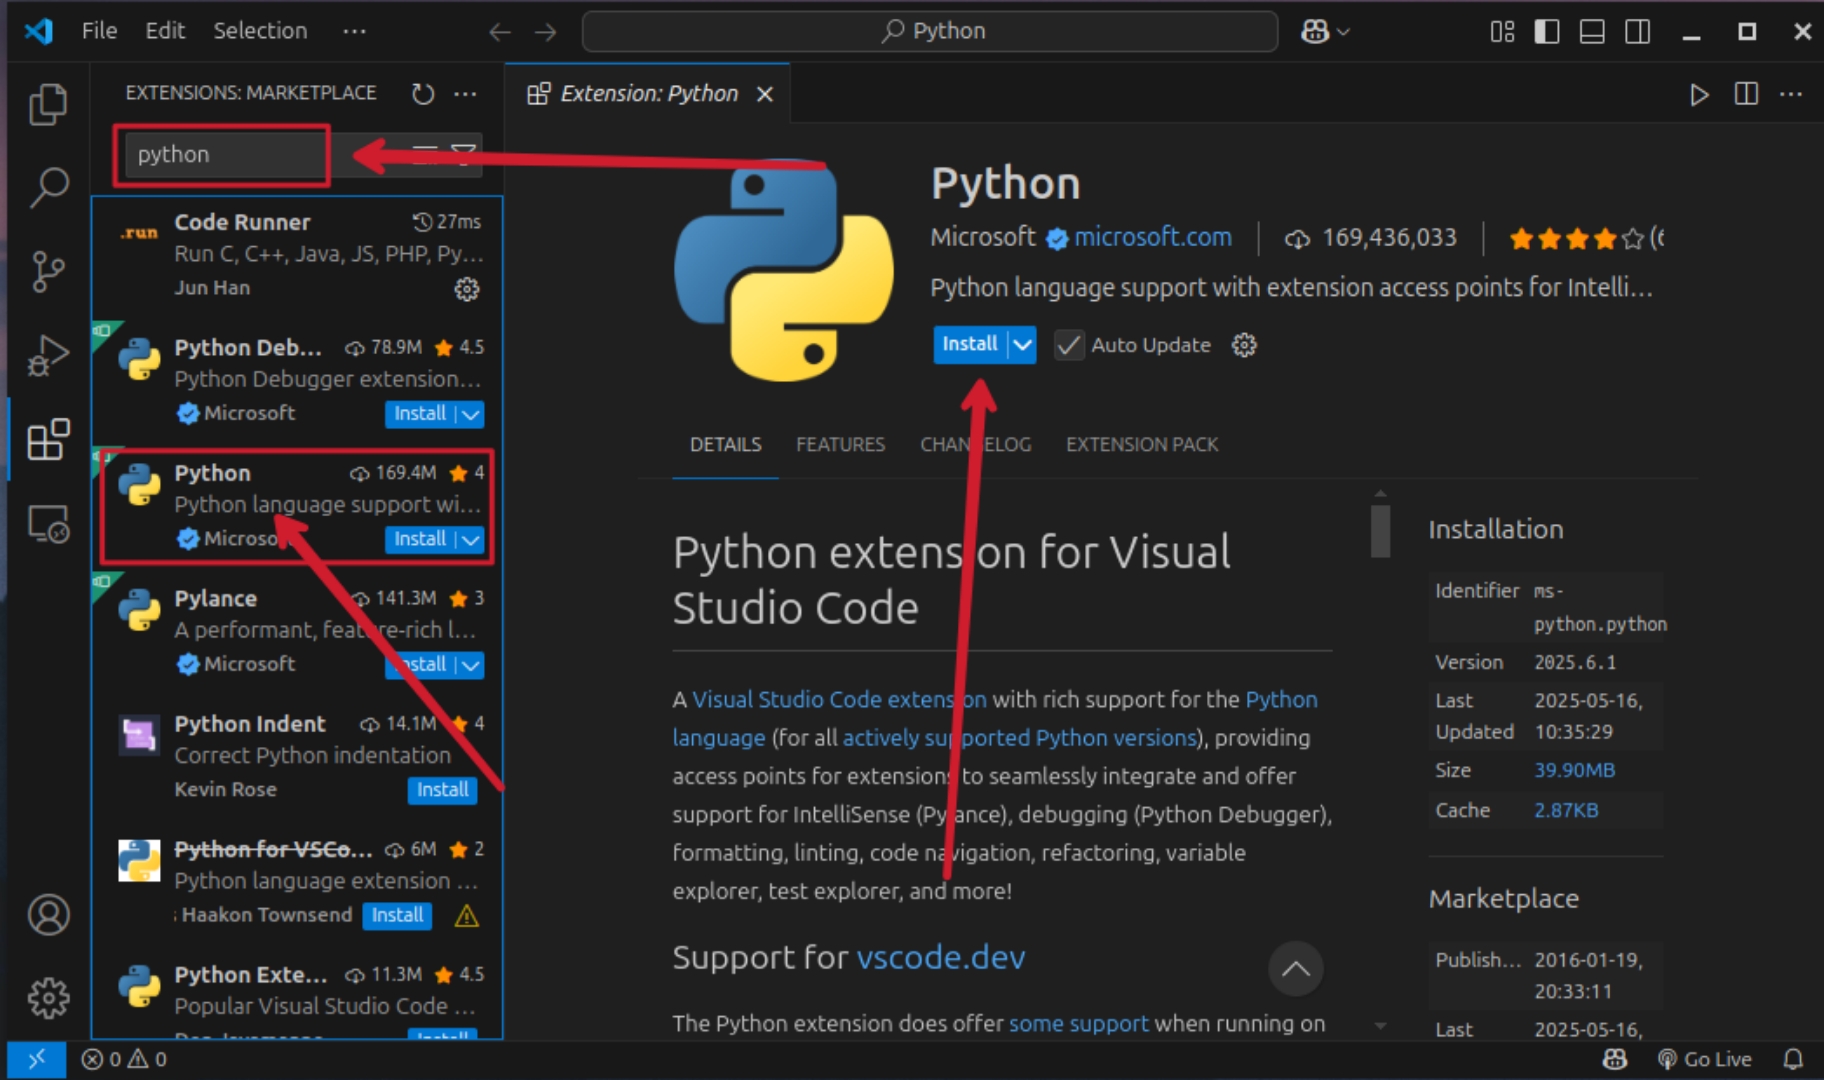 File Edit Selection ···
Python
EXTENSIONS: MARKETPLACE
Extension: Python
python
Code Runner 27ms
Run C, C++, Java, JS, PHP, Py...
Jun Han
.run
Python Deb... 78.9M 4.5
Python Debugger extension...
Microsoft Install
Python 169.4M 4
Python language support wi...
Install
Pylance 141.3M 3
A performant, feature-rich l...
Microsoft Install
Python Indent 14.1M 4
Correct Python indentation
Kevin Rose Install
Python for VSCo... 6M 2
Python language extension ...
Haakon Townsend Install
Python Exte... 11.3M 4.5
Popular Visual Studio Code ...
Install
Python
Microsoft microsoft.com 169,436,033 (6
Python language support with extension access points for Intelli...
Install Auto Update
DETAILS FEATURES CHANGELOG EXTENSION PACK
Python extension for Visual
Studio Code
A Visual Studio Code extension with rich support for the Python
language (for all actively supported Python versions), providing
access points for extensions to seamlessly integrate and offer
support for IntelliSense (Pylance), debugging (Python Debugger),
formatting, linting, code navigation, refactoring, variable
explorer, test explorer, and more!
Support for vscode.dev
The Python extension does offer some support when running on
Installation
Identifier ms-
python.python
Version 2025.6.1
Last 2025-05-16,
Updated 10:35:29
Size 39.90MB
Cache 2.87KB
Marketplace
Publish... 2016-01-19,
20:33:11
Last 2025-05-16,
0 0
Go Live